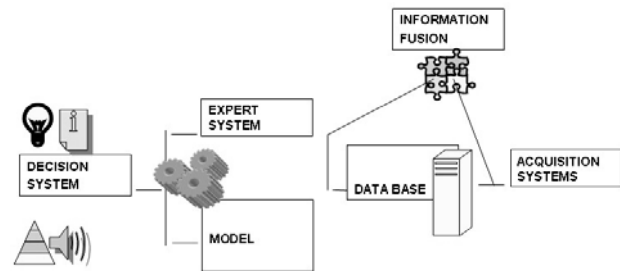 INFORMATION
FUSION
EXPERT
SYSTEM
i
DECISION
SYSTEM
DATA BASE
ACQUISITION
SYSTEMS
MODEL